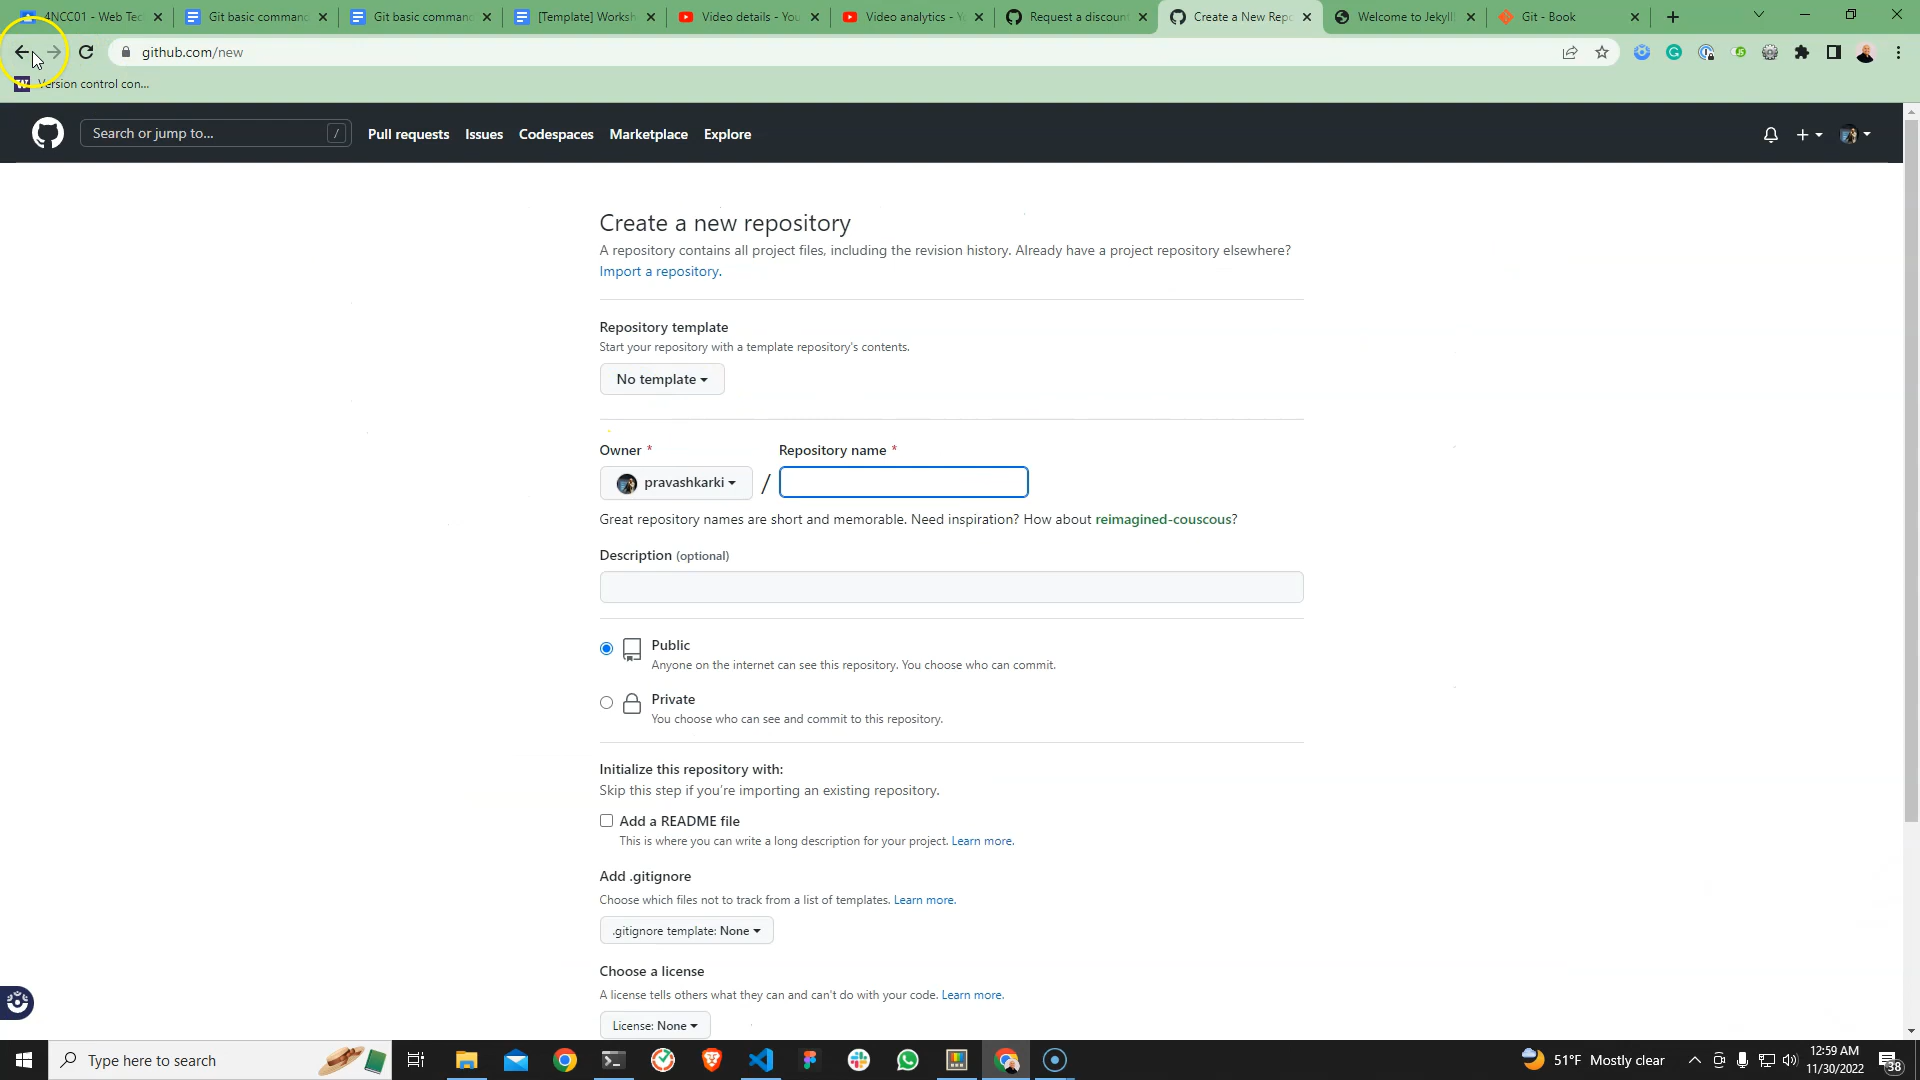 4NCC01 - Web Tec
Git basic comman
Git basic comman
[Template] Worksh
Video details - You
Video analytics - Y
Request a discount
Create a New Repo
Welcome to Jekyll
Git - Book
github.com/new
Version control con...
Search or jump to...
/
Pull requests
Issues
Codespaces
Marketplace
Explore
Create a new repository
A repository contains all project files, including the revision history. Already have a project repository elsewhere?
Import a repository.
Repository template
Start your repository with a template repository's contents.
No template
Owner *
Repository name *
pravashkarki
/
Great repository names are short and memorable. Need inspiration? How about reimagined-couscous?
Description (optional)
Public
Anyone on the internet can see this repository. You choose who can commit.
Private
You choose who can see and commit to this repository.
Initialize this repository with:
Skip this step if you're importing an existing repository.
Add a README file
This is where you can write a long description for your project. Learn more.
Add .gitignore
Choose which files not to track from a list of templates. Learn more.
.gitignore template: None
Choose a license
A license tells others what they can and can't do with your code. Learn more.
License: None
Type here to search
51°F Mostly clear
12:59 AM
11/30/2022
38